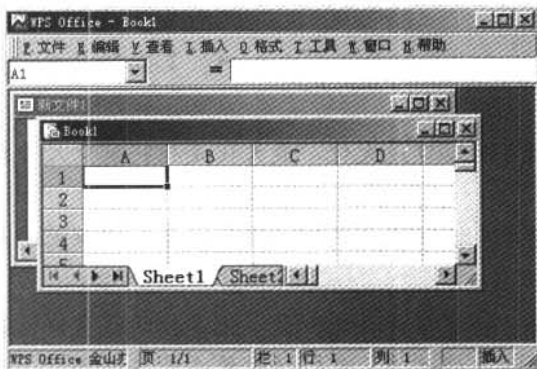 WPS Office - Book1
F 文件 E 编辑 V 查看 I 插入 O 格式 T 工具 W 窗口 H 帮助
A1 =
新文件1
Book1
A B C D
1
2
3
4
5
Sheet1 Sheet2
WPS Office 金山 页: 1/1 栏: 1 行 1 列: 1 插入